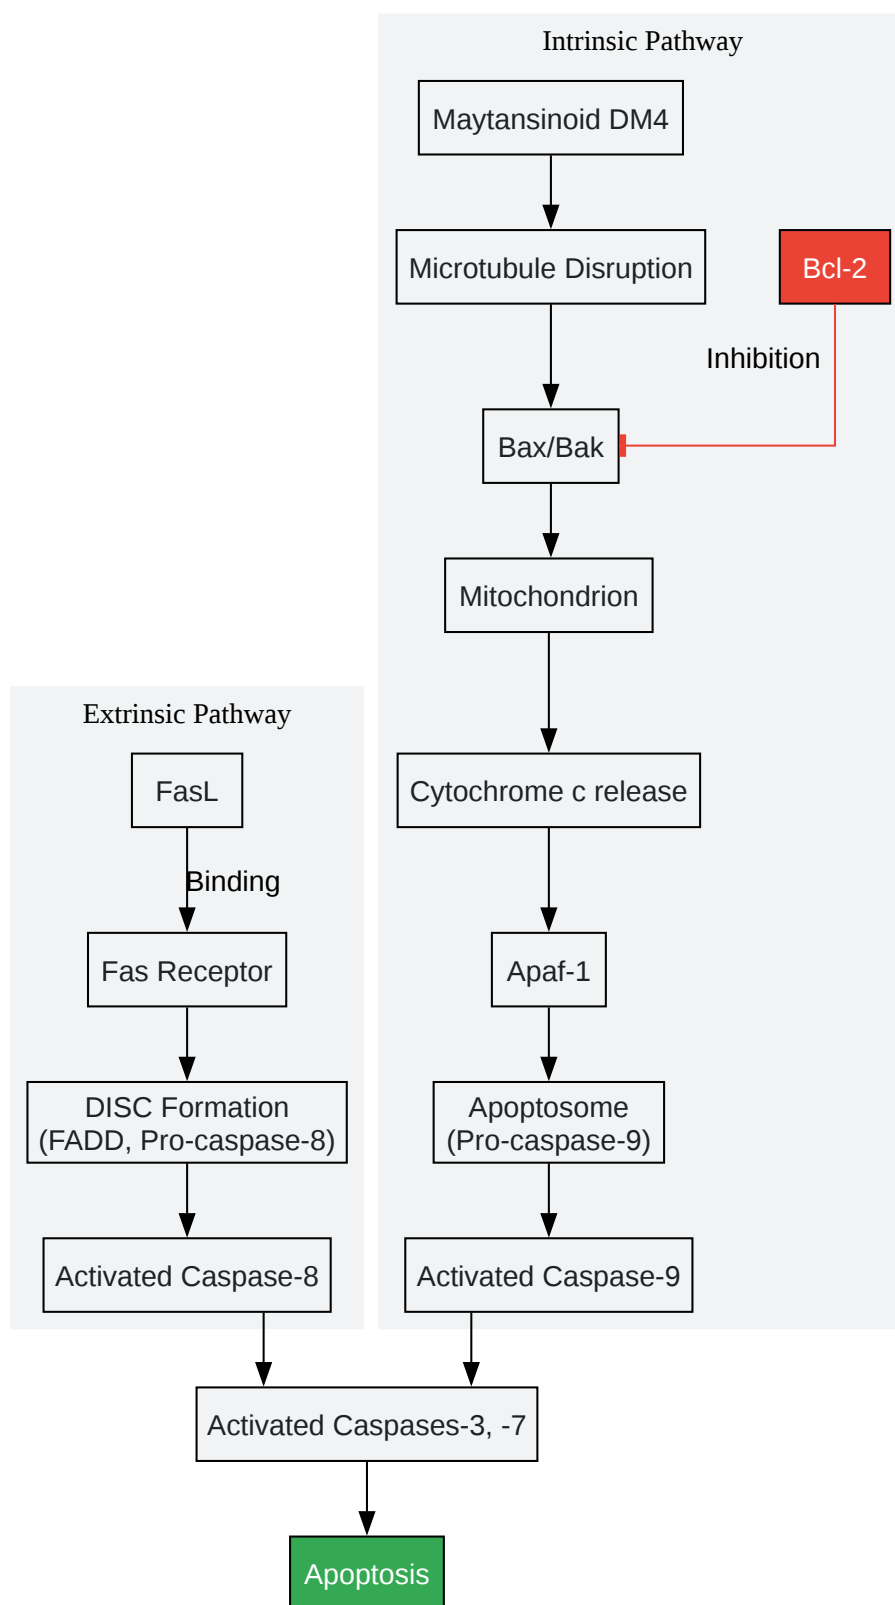 Intrinsic Pathway
Maytansinoid DM4
Microtubule Disruption
Bcl-2
Inhibition
Bax/Bak
Mitochondrion
Extrinsic Pathway
FasL
Cytochrome c release
Binding
Fas Receptor
Apaf-1
DISC Formation
(FADD, Pro-caspase-8)
Apoptosome
(Pro-caspase-9)
Activated Caspase-8
Activated Caspase-9
Activated Caspases-3, -7
Apoptosis